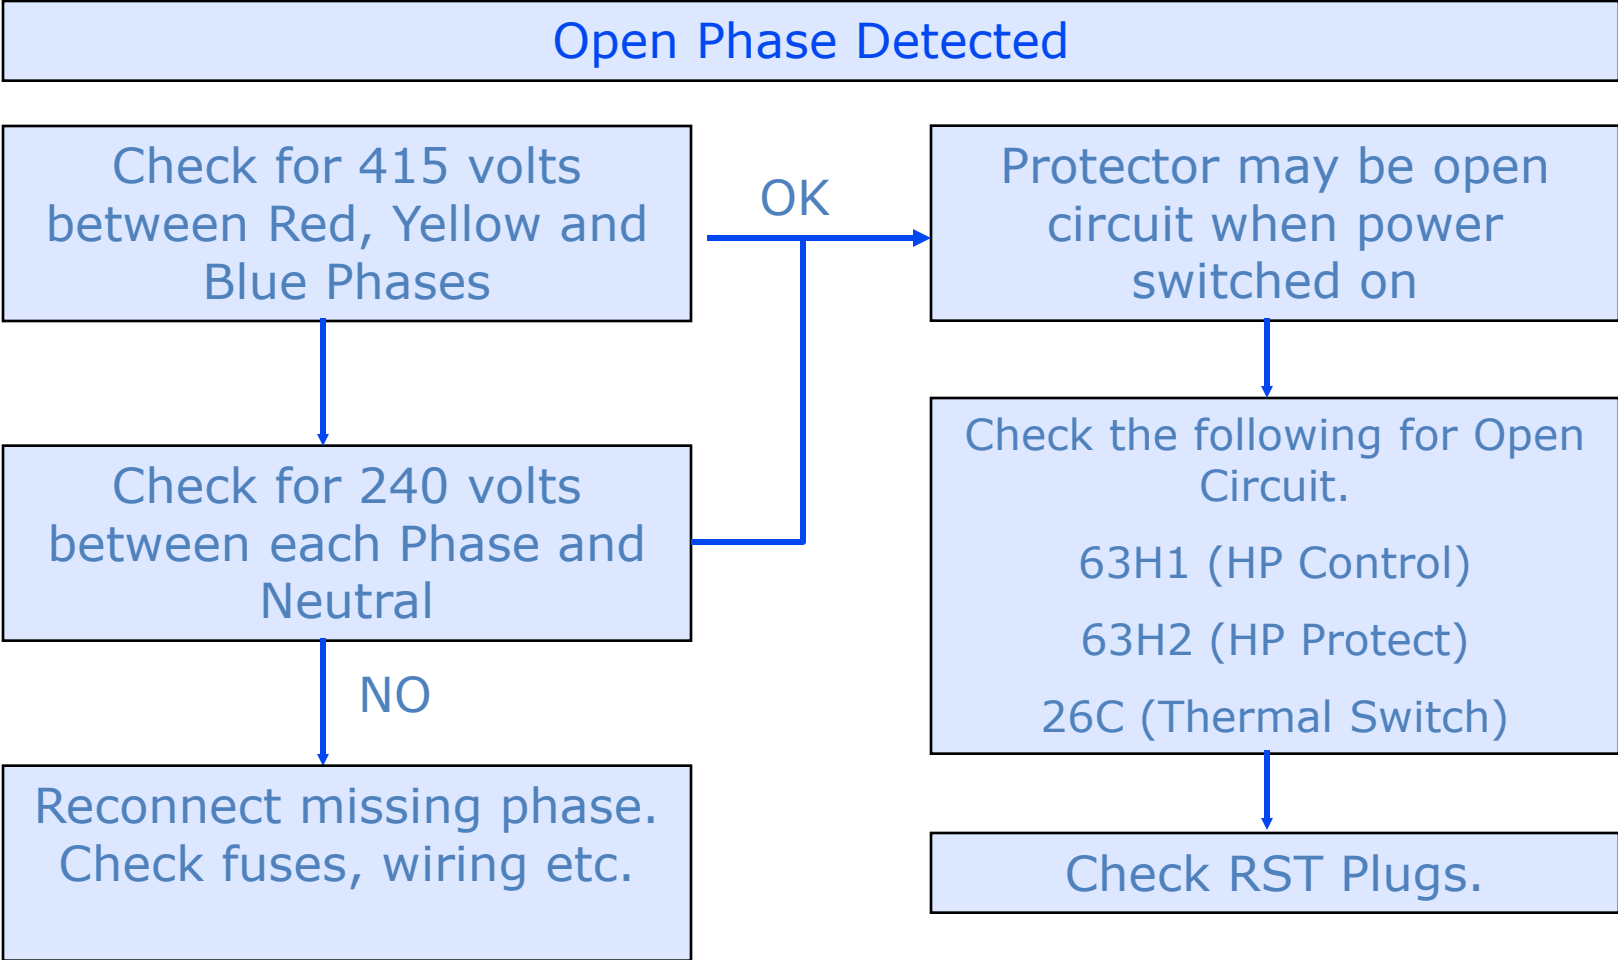 Open Phase Detected
Check for 415 volts
between Red, Yellow and
Blue Phases
OK
Protector may be open
circuit when power
switched on
Check for 240 volts
between each Phase and
Neutral
Check the following for Open
Circuit.
63H1 (HP Control)
63H2 (HP Protect)
26C (Thermal Switch)
NO
Reconnect missing phase.
Check fuses, wiring etc.
Check RST Plugs.